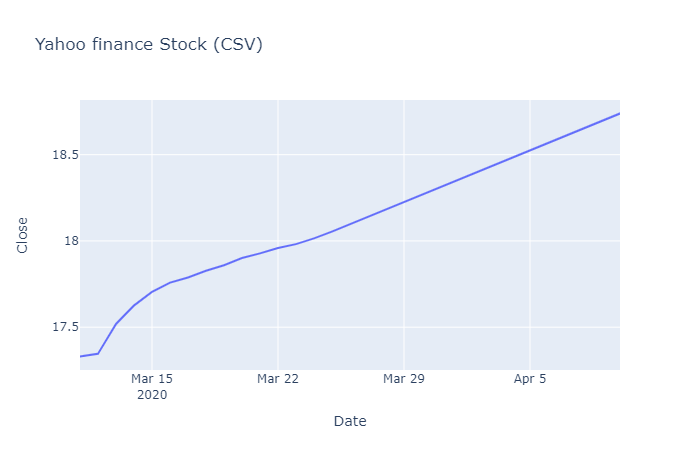 Yahoo finance Stock (CSV)
Close
18.5
18
17.5
Mar 15
2020
Mar 22
Mar 29
Apr 5
Date